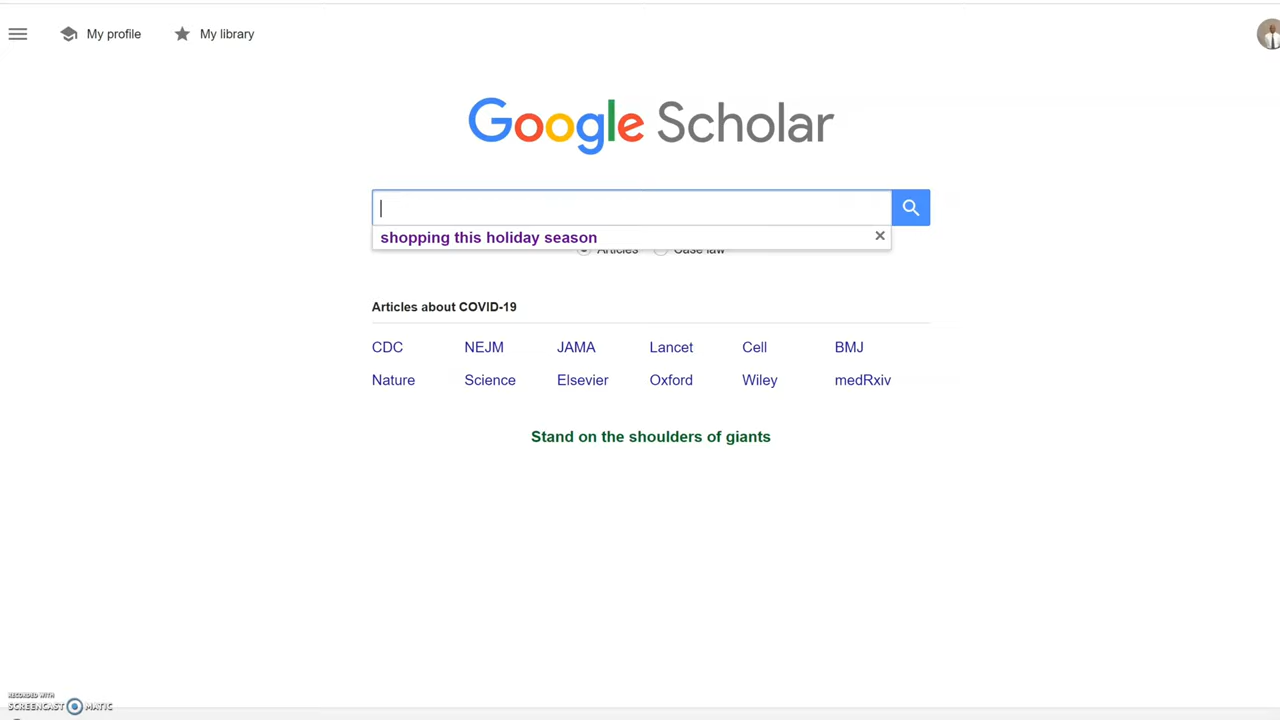 My profile
My library
Google Scholar
shopping this holiday season
Articles
Case law
Articles about COVID-19
CDC
NEJM
JAMA
Lancet
Cell
BMJ
Nature
Science
Elsevier
Oxford
Wiley
medRxiv
Stand on the shoulders of giants
RECORDED WITH
SCREENCAST MATIC